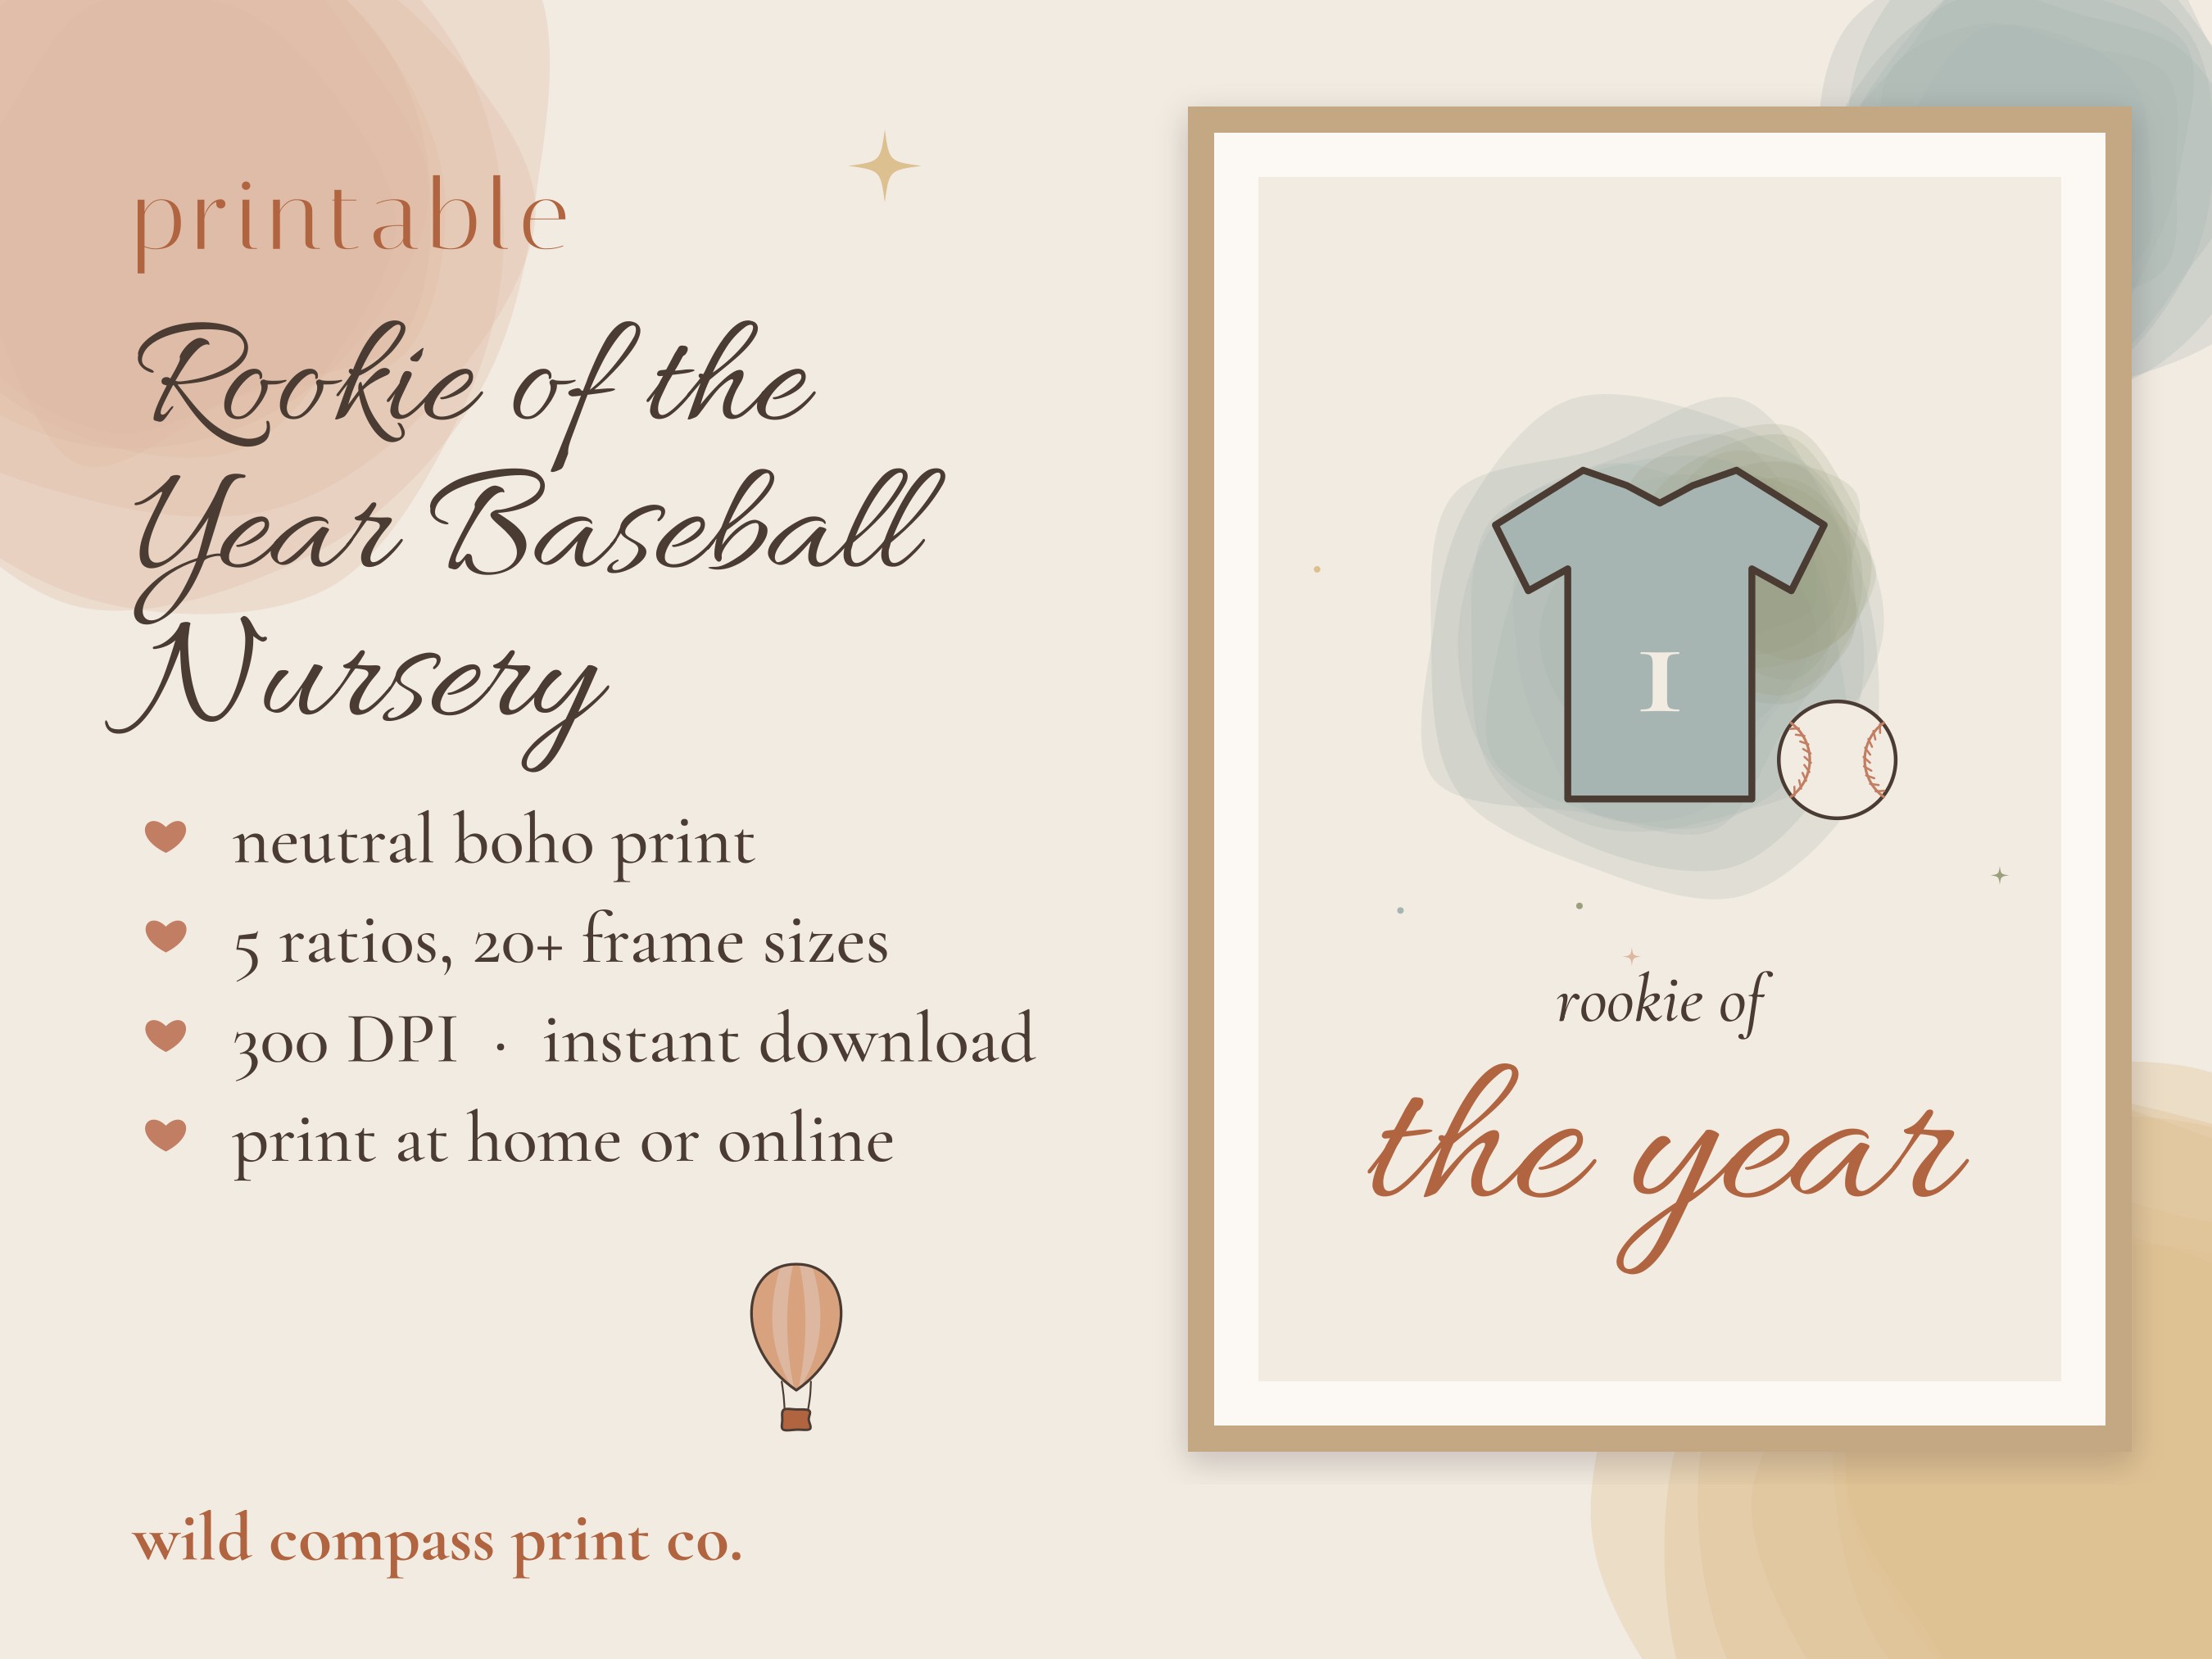 printable
Rookie of the
Year Baseball
Nursery
neutral boho print
5 ratios, 20+ frame sizes
300 DPI · instant download
print at home or online
wild compass print co.
1
rookie of
the year